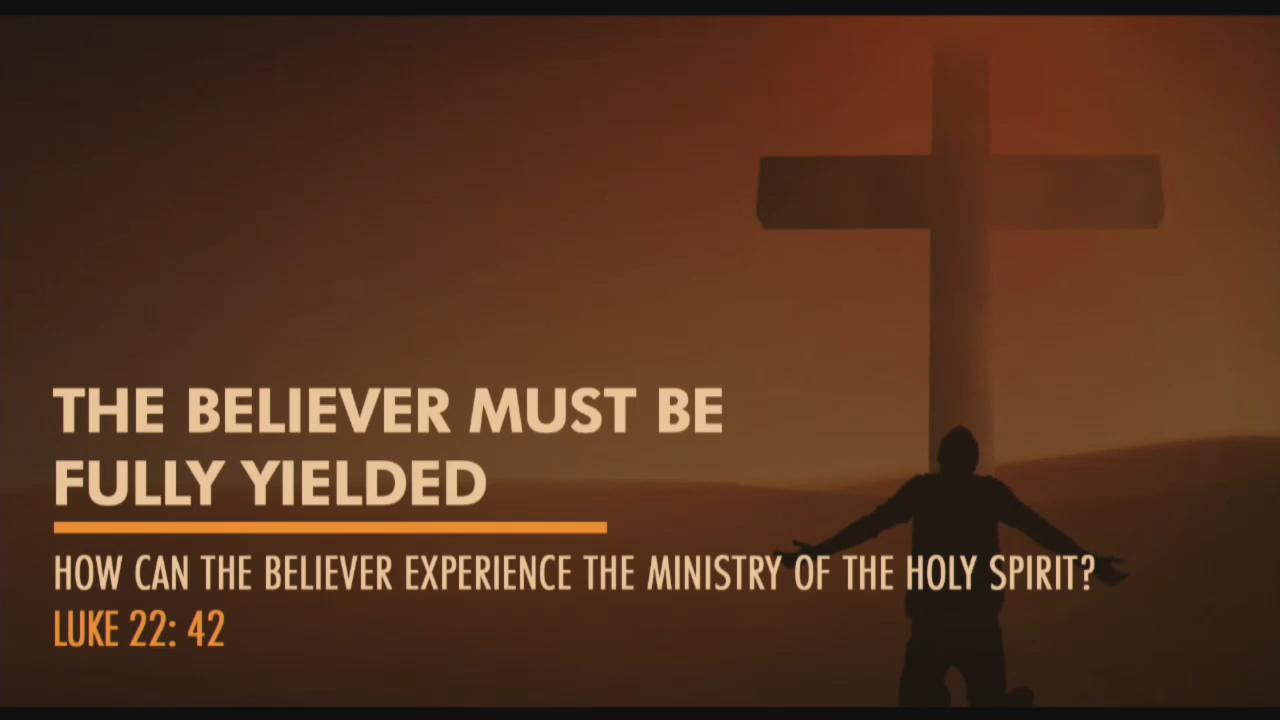 THE BELIEVER MUST BE
FULLY YIELDED
HOW CAN THE BELIEVER EXPERIENCE THE MINISTRY OF THE HOLY SPIRIT?
LUKE 22: 42